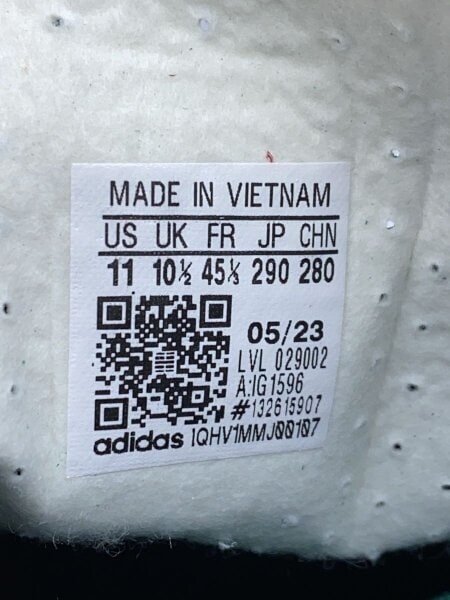 MADE IN VIETNAM
US UK FR JP CHN
11 10½ 45⅓ 290 280
05/23
LVL 029002
A:IG1596
#132615907
adidas 1QHV1MMJ00107